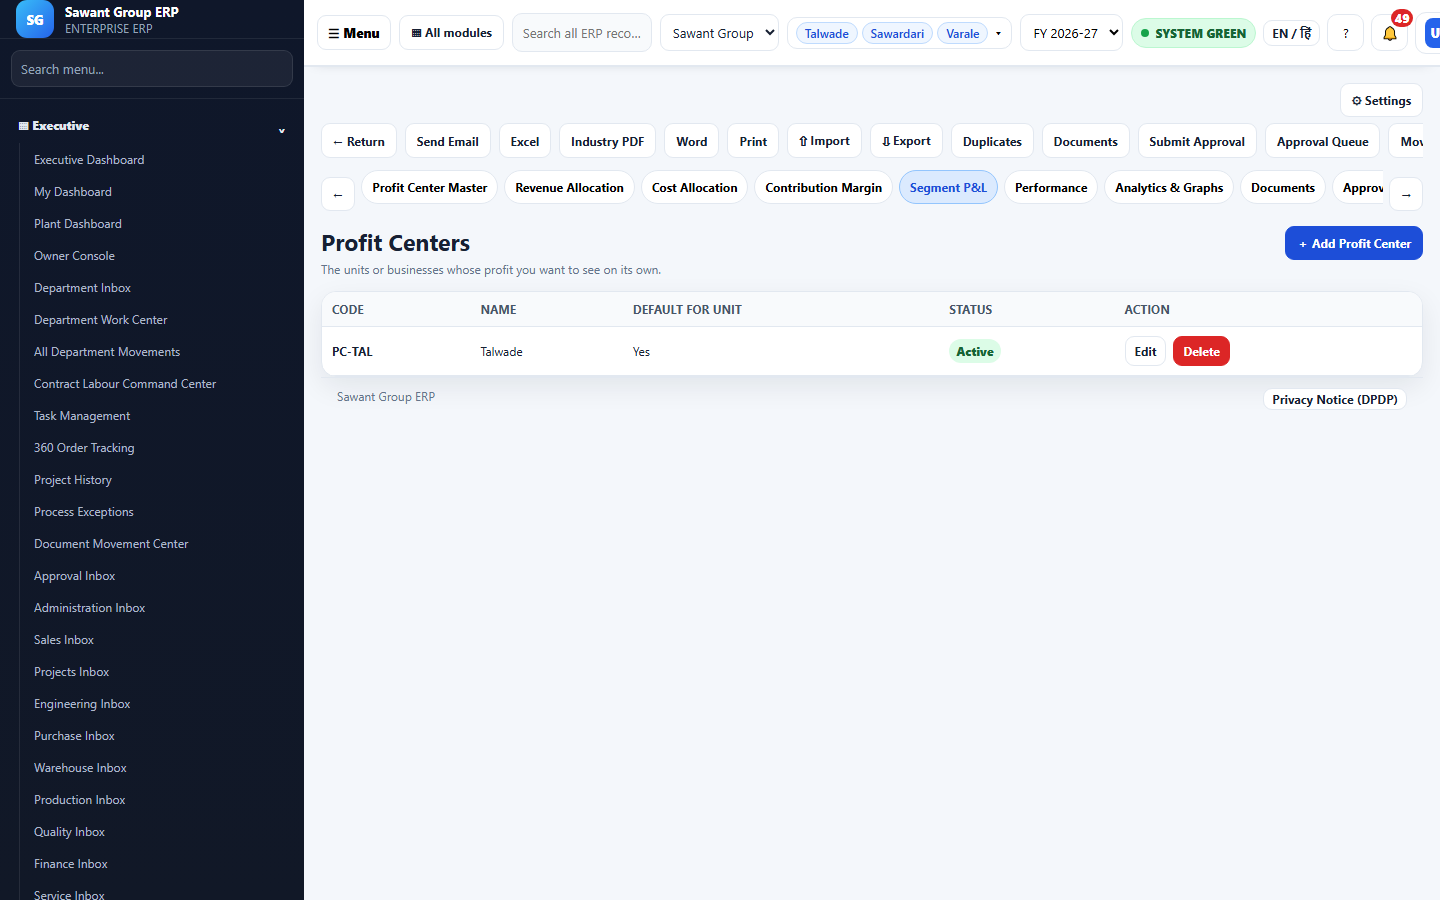 SG
Sawant Group ERP
ENTERPRISE ERP
Search menu...
Executive
Executive Dashboard
My Dashboard
Plant Dashboard
Owner Console
Department Inbox
Department Work Center
All Department Movements
Contract Labour Command Center
Task Management
360 Order Tracking
Project History
Process Exceptions
Document Movement Center
Approval Inbox
Administration Inbox
Sales Inbox
Projects Inbox
Engineering Inbox
Purchase Inbox
Warehouse Inbox
Production Inbox
Quality Inbox
Finance Inbox
Service Inbox
☰ Menu All modules Search all ERP reco... Sawant Group Talwade Sawardari Varale FY 2026-27 SYSTEM GREEN EN / हिं ? 49 U
⚙ Settings
← Return Send Email Excel Industry PDF Word Print ⇧ Import ⇩ Export Duplicates Documents Submit Approval Approval Queue Mov
← Profit Center Master Revenue Allocation Cost Allocation Contribution Margin Segment P&L Performance Analytics & Graphs Documents Approv →
Profit Centers
+ Add Profit Center
The units or businesses whose profit you want to see on its own.
CODE NAME DEFAULT FOR UNIT STATUS ACTION
PC-TAL Talwade Yes Active Edit Delete
Sawant Group ERP Privacy Notice (DPDP)